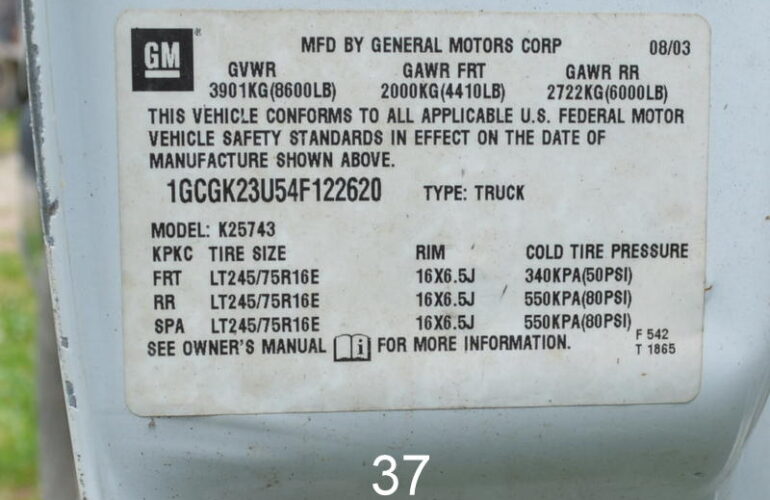 GM MFD BY GENERAL MOTORS CORP 08/03
GVWR GAWR FRT GAWR RR
3901KG(8600LB) 2000KG(4410LB) 2722KG(6000LB)
THIS VEHICLE CONFORMS TO ALL APPLICABLE U.S. FEDERAL MOTOR
VEHICLE SAFETY STANDARDS IN EFFECT ON THE DATE OF
MANUFACTURE SHOWN ABOVE.
1GCGK23U54F122620 TYPE: TRUCK
MODEL: K25743
KPKC TIRE SIZE RIM COLD TIRE PRESSURE
FRT LT245/75R16E 16X6.5J 340KPA(50PSI)
RR LT245/75R16E 16X6.5J 550KPA(80PSI)
SPA LT245/75R16E 16X6.5J 550KPA(80PSI)
SEE OWNER'S MANUAL i FOR MORE INFORMATION. F 542
T 1865
37